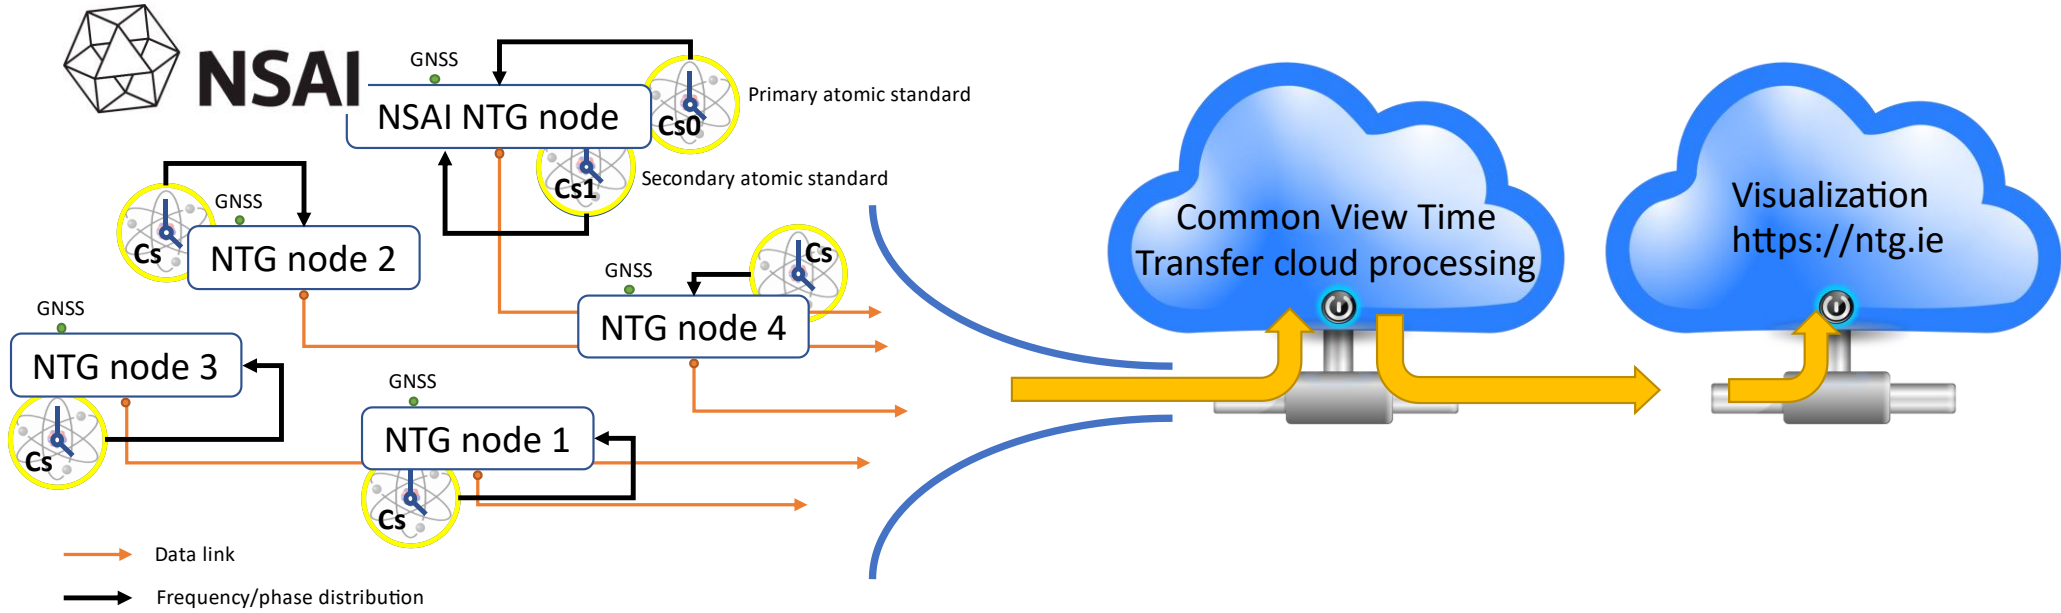 NSAI
GNSS
NSAI NTG node
Cs0
Primary atomic standard
Cs1
Secondary atomic standard
GNSS
Cs
NTG node 2
GNSS
Cs
NTG node 4
GNSS
NTG node 3
Cs
GNSS
NTG node 1
Cs
Data link
Frequency/phase distribution
Common View Time
Transfer cloud processing
Visualization
https://ntg.ie